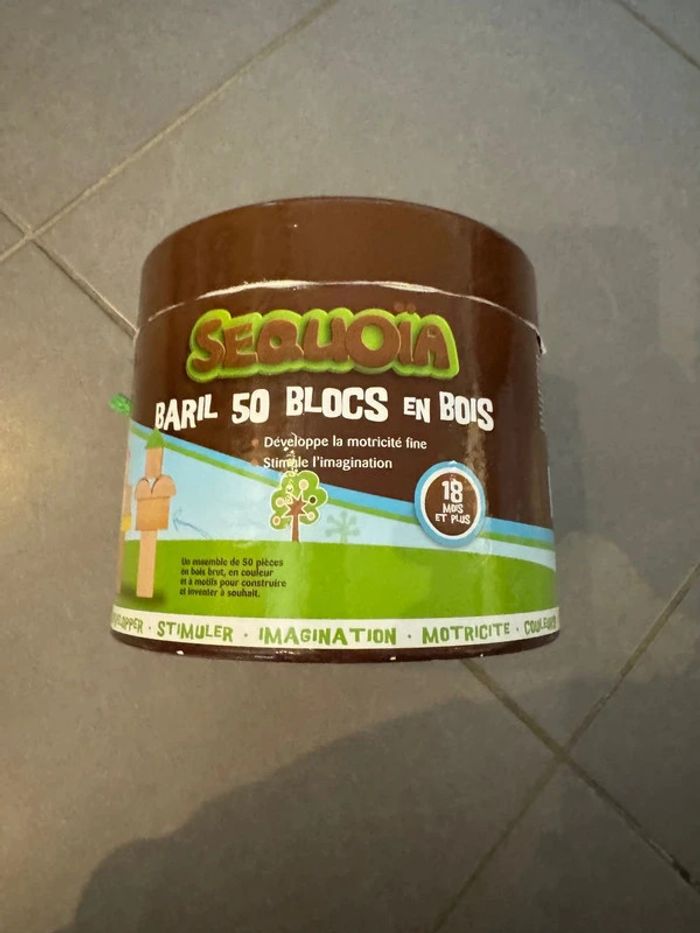 SEQUOÏA
BARIL 50 BLOCS EN BOIS
Développe la motricité fine
Stimule l'imagination
18
MOIS
ET PLUS
Un ensemble de 50 pièces
en bois brut, en couleur
et à motifs pour construire
et inventer à souhait.
· STIMULER · IMAGINATION · MOTRICITE ·